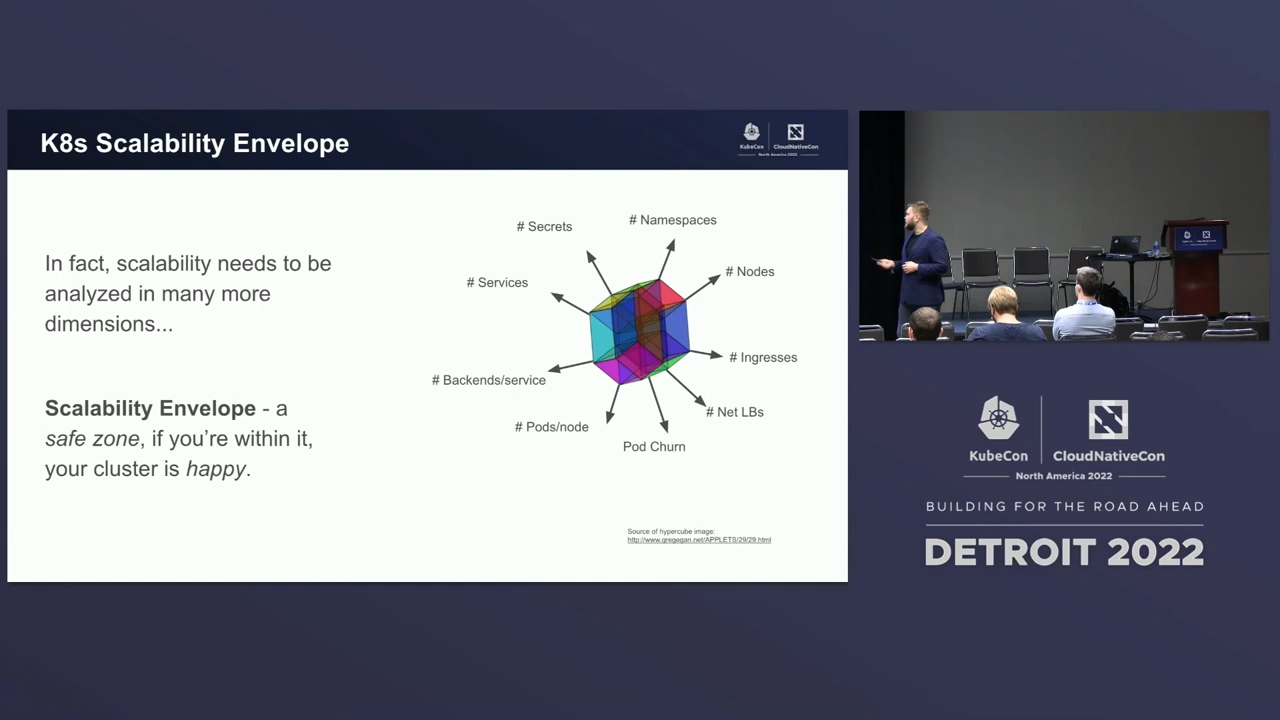 K8s Scalability Envelope
KubeCon
CloudNativeCon
North America 2022
In fact, scalability needs to be
analyzed in many more
dimensions...
Scalability Envelope - a
safe zone, if you're within it,
your cluster is happy.
# Secrets
# Namespaces
# Services
# Nodes
# Backends/service
# Ingresses
# Pods/node
# Net LBs
Pod Churn
Source of hypercube image:
http://www.gregegan.net/APPLETS/29/29.html
KubeCon
CloudNativeCon
North America 2022
BUILDING FOR THE ROAD AHEAD
DETROIT 2022